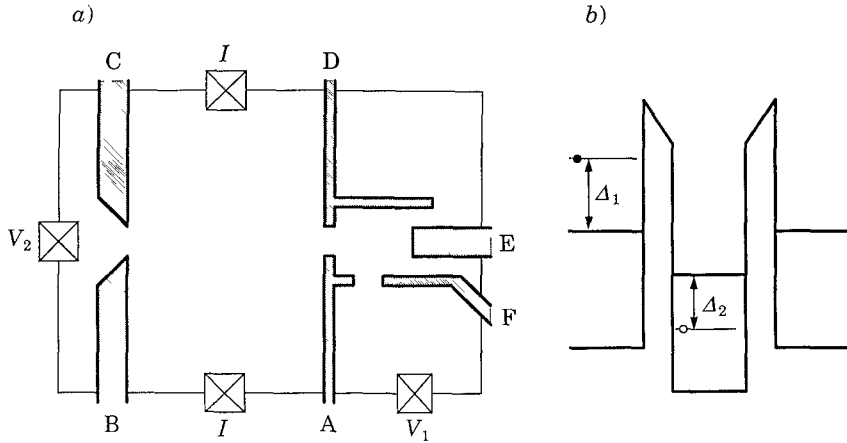 a) b)
C I D
V₂ E
F
B I A V₁
Δ₁
Δ₂